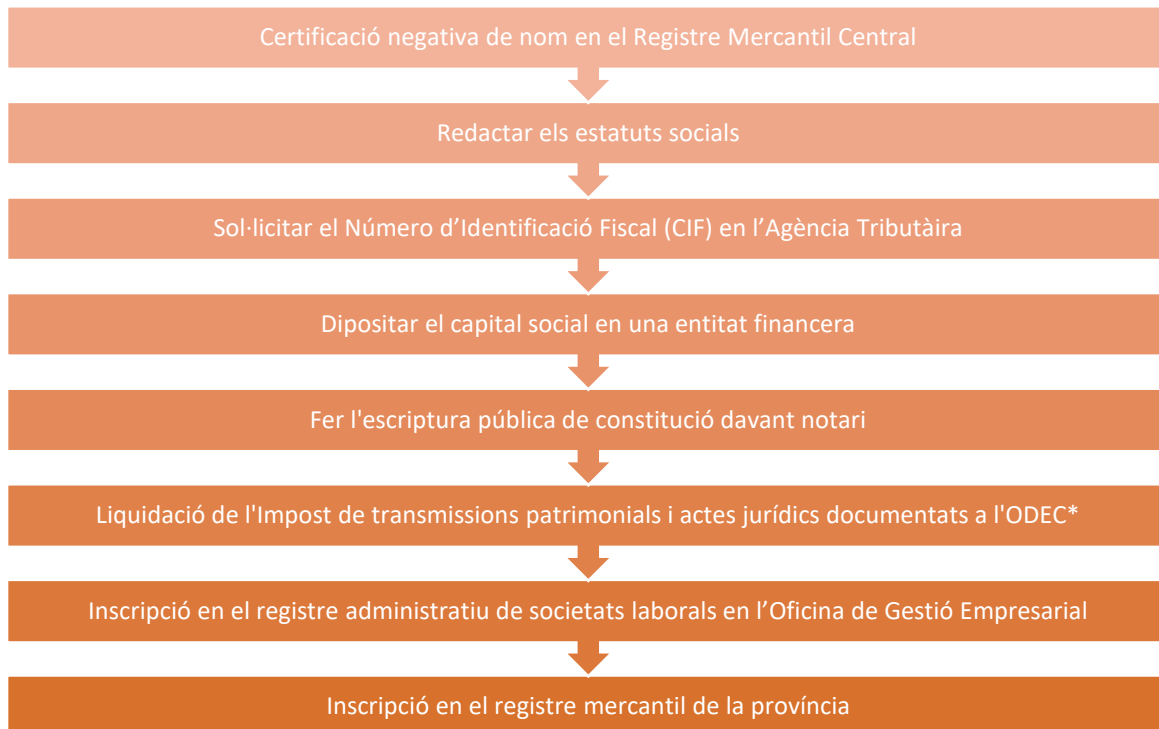 Certificació negativa de nom en el Registre Mercantil Central
Redactar els estatuts socials
Sol·licitar el Número d’Identificació Fiscal (CIF) en l’Agència Tributàira
Dipositar el capital social en una entitat financera
Fer l'escriptura pública de constitució davant notari
Liquidació de l'Impost de transmissions patrimonials i actes jurídics documentats a l'ODEC*
Inscripció en el registre administratiu de societats laborals en l’Oficina de Gestió Empresarial
Inscripció en el registre mercantil de la província